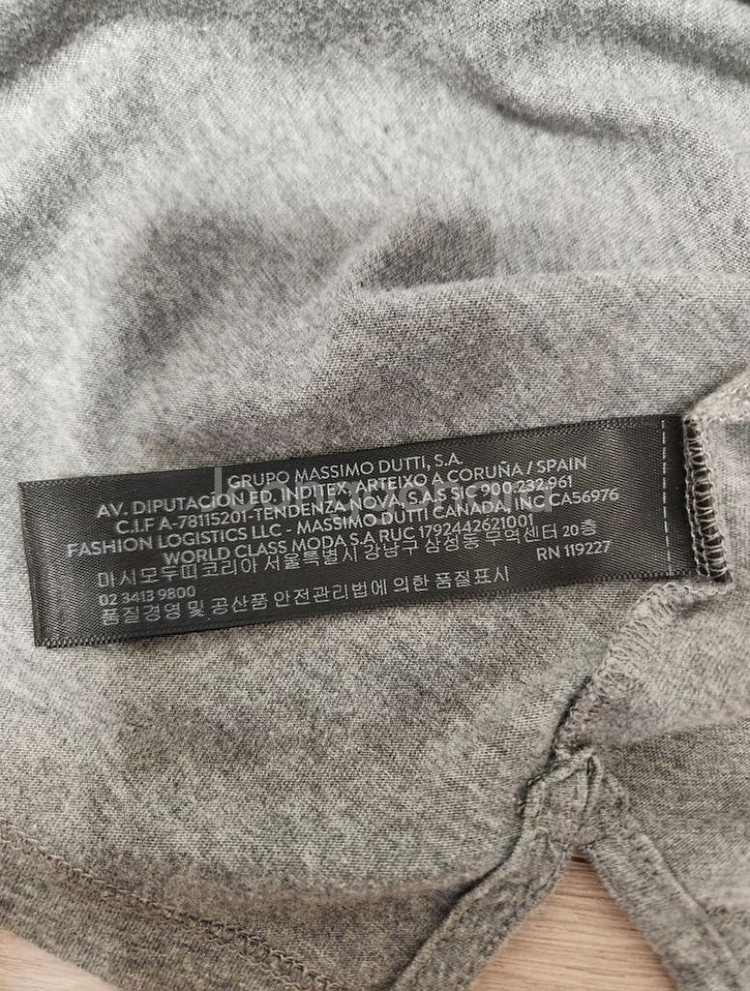 GRUPO MASSIMO DUTTI, S.A.
AV. DIPUTACIÓN ED. INDITEX, ARTEIXO A CORUÑA / SPAIN
C.I.F A-78115201-TENDENZA NOVA, S.A.S SIC 900 232 961
FASHION LOGISTICS LLC - MASSIMO DUTTI CANADA, INC CA56976
WORLD CLASS MODA S.A RUC 1792442621001
마시모두띠코리아 서울특별시 강남구 삼성동 무역센터 20층
02 3413 9800 RN 119227
품질경영 및 공산품 안전관리법에 의한 품질표시